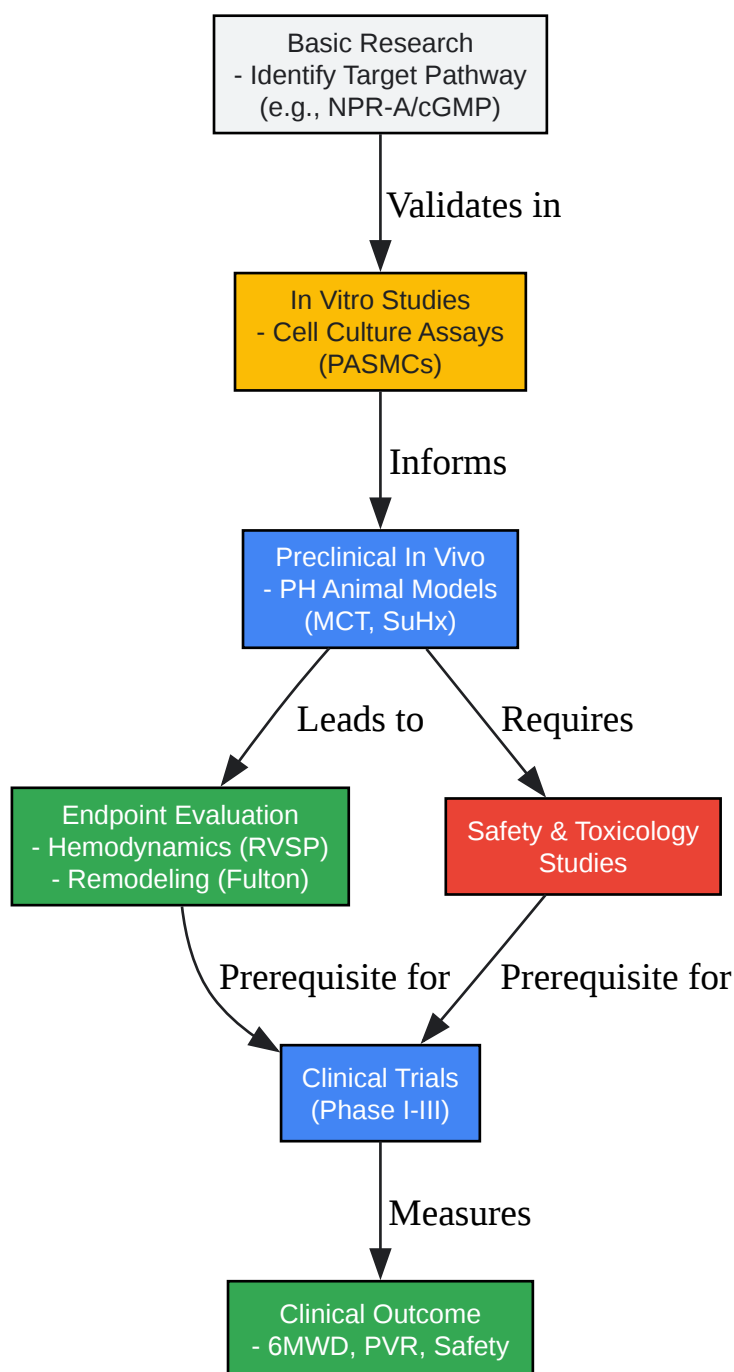 Basic Research
- Identify Target Pathway
(e.g., NPR-A/cGMP)
Validates in
In Vitro Studies
- Cell Culture Assays
(PASMCs)
Informs
Preclinical In Vivo
- PH Animal Models
(MCT, SuHx)
Leads to
Requires
Endpoint Evaluation
- Hemodynamics (RVSP)
- Remodeling (Fulton)
Safety & Toxicology
Studies
Prerequisite for
Prerequisite for
Clinical Trials
(Phase I-III)
Measures
Clinical Outcome
- 6MWD, PVR, Safety